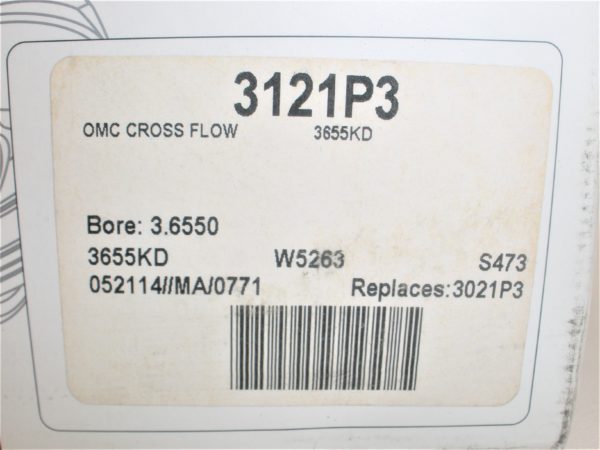 3121P3
OMC CROSS FLOW 3655KD
Bore: 3.6550
3655KD W5263 S473
052114//MA/0771 Replaces:3021P3